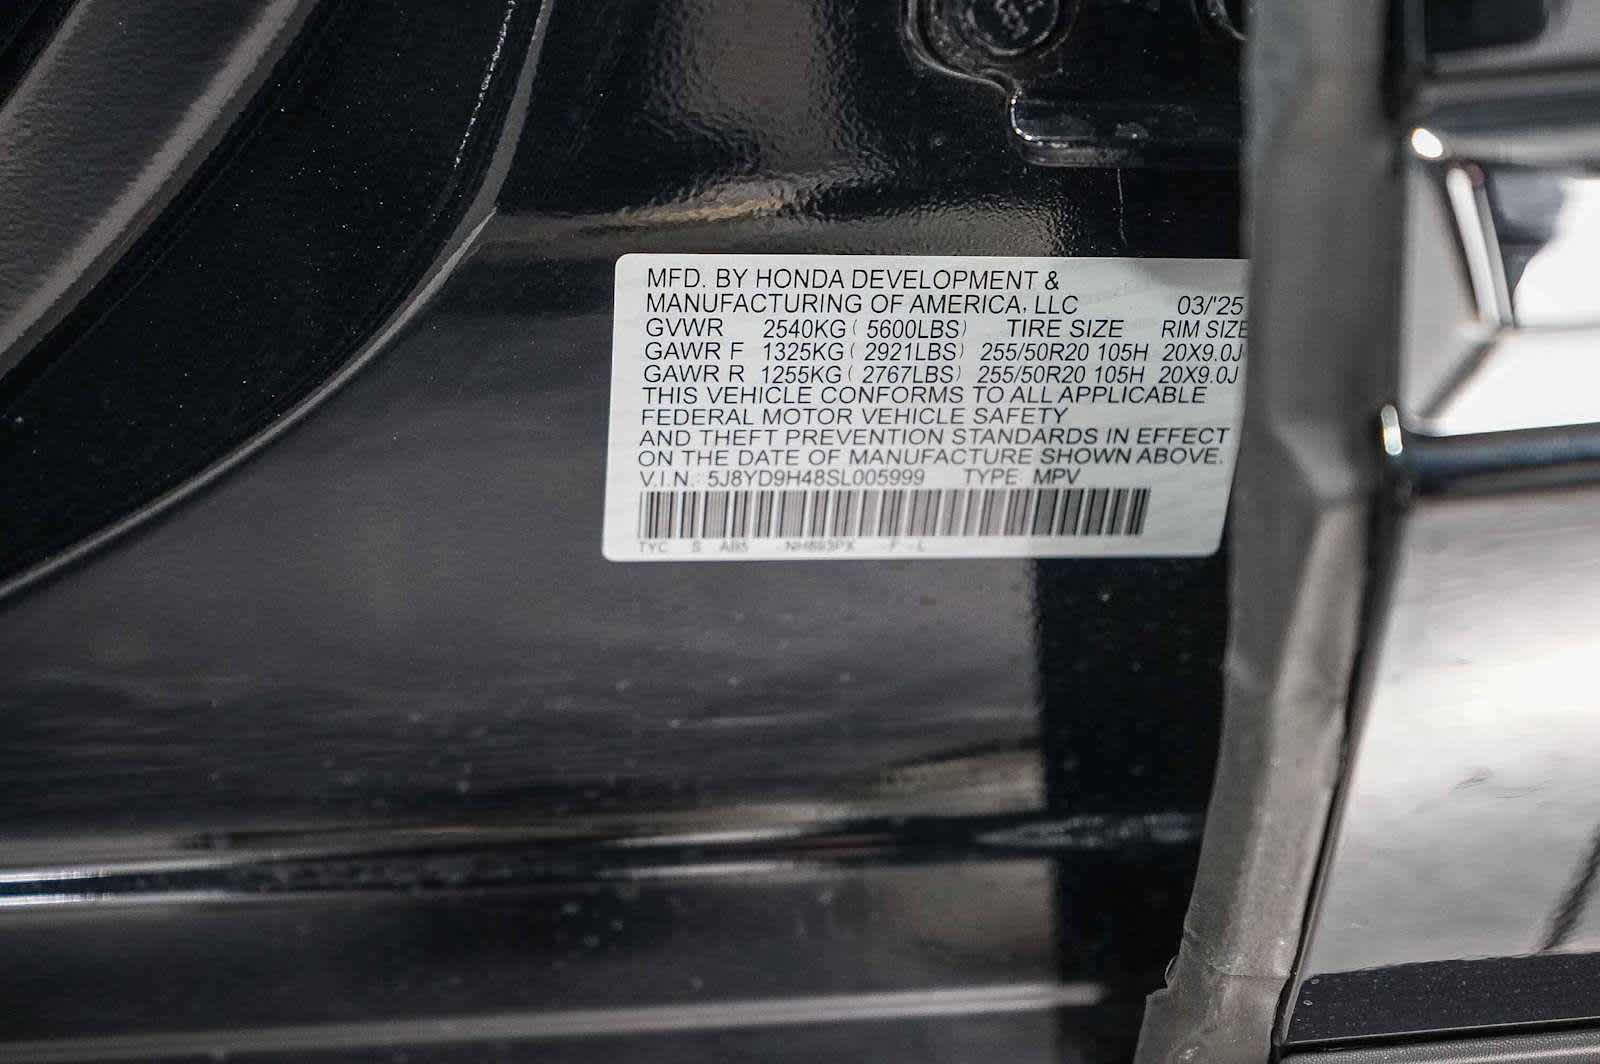 MFD. BY HONDA DEVELOPMENT &
MANUFACTURING OF AMERICA, LLC 03/'25
GVWR 2540KG ( 5600LBS) TIRE SIZE RIM SIZE
GAWR F 1325KG ( 2921LBS) 255/50R20 105H 20X9.0J
GAWR R 1255KG ( 2767LBS) 255/50R20 105H 20X9.0J
THIS VEHICLE CONFORMS TO ALL APPLICABLE
FEDERAL MOTOR VEHICLE SAFETY
AND THEFT PREVENTION STANDARDS IN EFFECT
ON THE DATE OF MANUFACTURE SHOWN ABOVE.
V.I.N.: 5J8YD9H48SL005999 TYPE: MPV
TYC S F - L